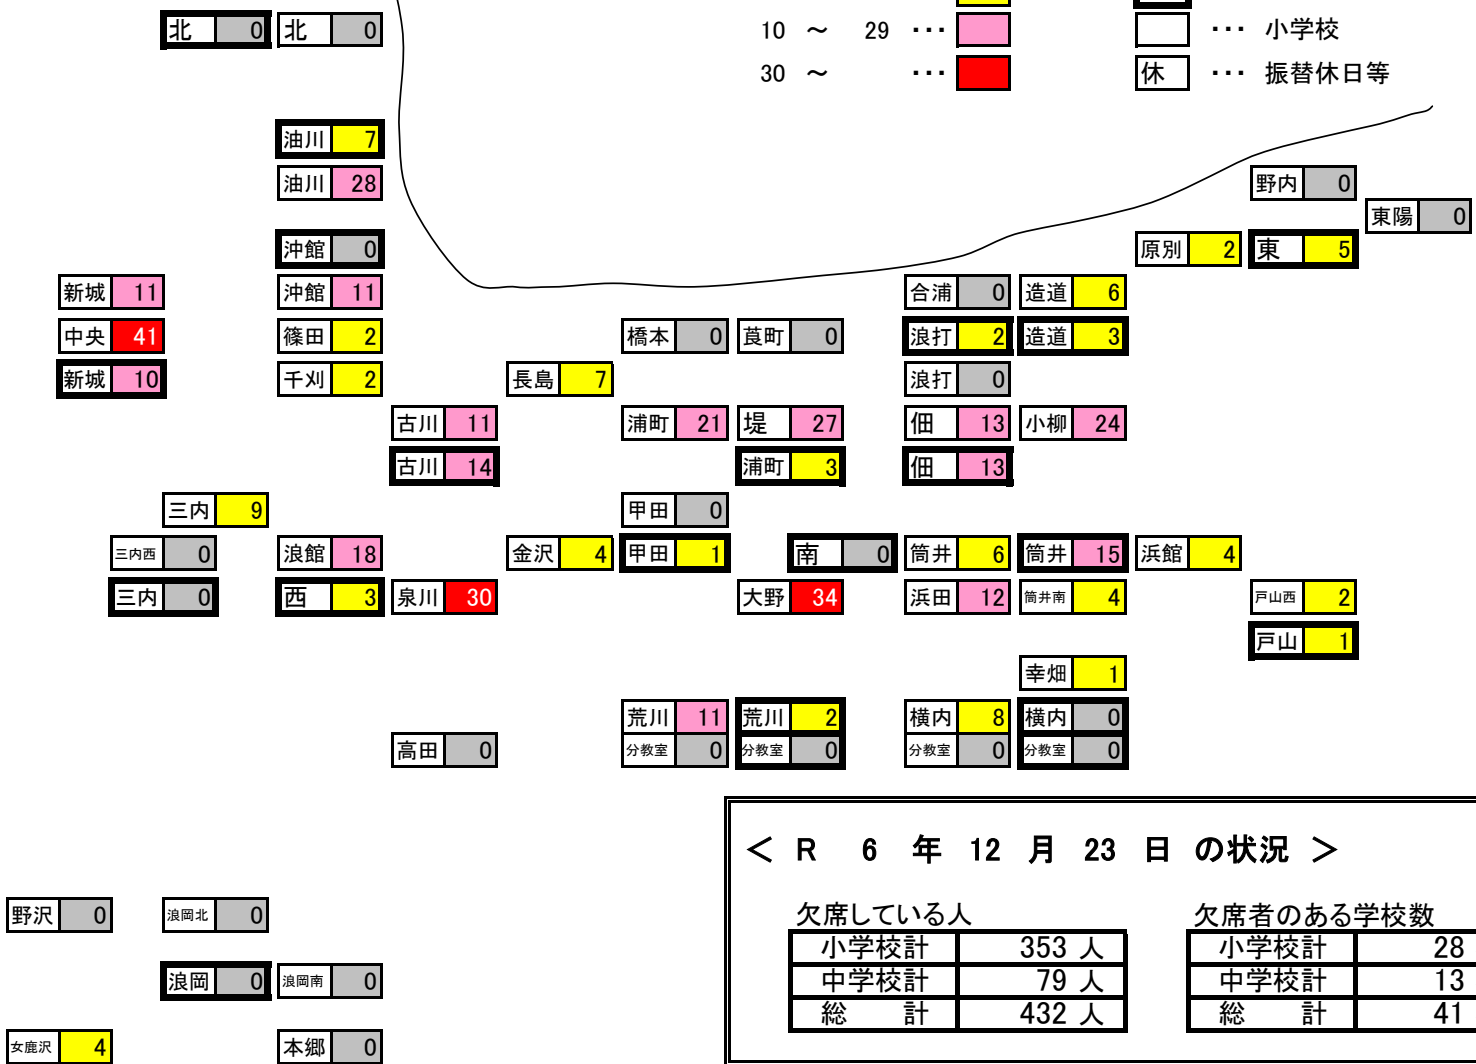 北 0 北 0
10 ～ 29 ･･･ ･･･ 小学校
30 ～ ･･･ 休 ･･･ 振替休日等
油川 7
油川 28
野内 0
東陽 0
沖館 0
原別 2 東 5
新城 11 沖館 11
合浦 0 造道 6
中央 41 篠田 2 橋本 0 莨町 0 浪打 2 造道 3
新城 10 千刈 2 長島 7 浪打 0
古川 11 浦町 21 堤 27 佃 13 小柳 24
古川 14 浦町 3 佃 13
三内 9 甲田 0
三内西 0 浪館 18 金沢 4 甲田 1 南 0 筒井 6 筒井 15 浜館 4
三内 0 西 3 泉川 30 大野 34 浜田 12 筒井南 4 戸山西 2
戸山 1
幸畑 1
荒川 11 荒川 2 横内 8 横内 0
高田 0 分教室 0 分教室 0 分教室 0 分教室 0
＜ R 6 年 12 月 23 日 の状況 ＞
欠席している人 欠席者のある学校数
小学校計 353 人 小学校計 28
中学校計 79 人 中学校計 13
総 計 432 人 総 計 41
野沢 0 浪岡北 0
浪岡 0 浪岡南 0
女鹿沢 4 本郷 0